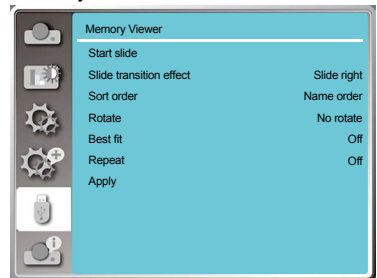 Memory Viewer
Start slide
Slide transition effect Slide right
Sort order Name order
Rotate No rotate
Best fit Off
Repeat Off
Apply